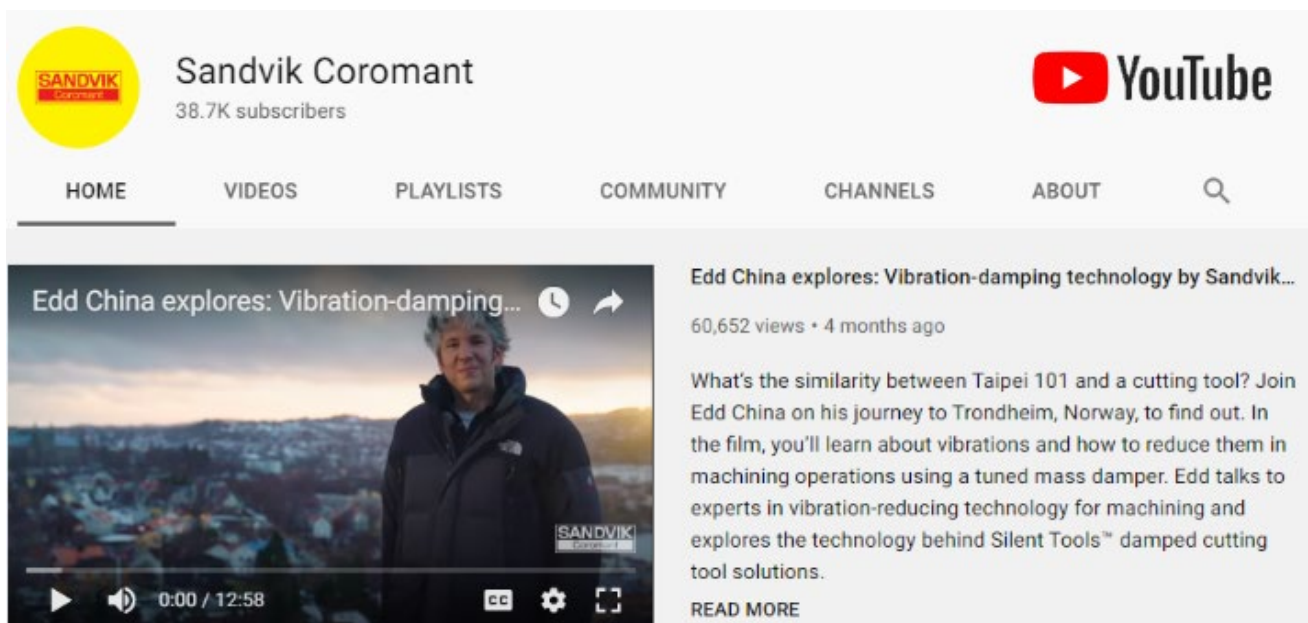 SANDVIK
Coromant
Sandvik Coromant
38.7K subscribers
YouTube
HOME VIDEOS PLAYLISTS COMMUNITY CHANNELS ABOUT
Edd China explores: Vibration-damping...
SANDVIK
Coromant
0:00 / 12:58
CC
Edd China explores: Vibration-damping technology by Sandvik...
60,652 views • 4 months ago
What's the similarity between Taipei 101 and a cutting tool? Join
Edd China on his journey to Trondheim, Norway, to find out. In
the film, you'll learn about vibrations and how to reduce them in
machining operations using a tuned mass damper. Edd talks to
experts in vibration-reducing technology for machining and
explores the technology behind Silent Tools™ damped cutting
tool solutions.
READ MORE